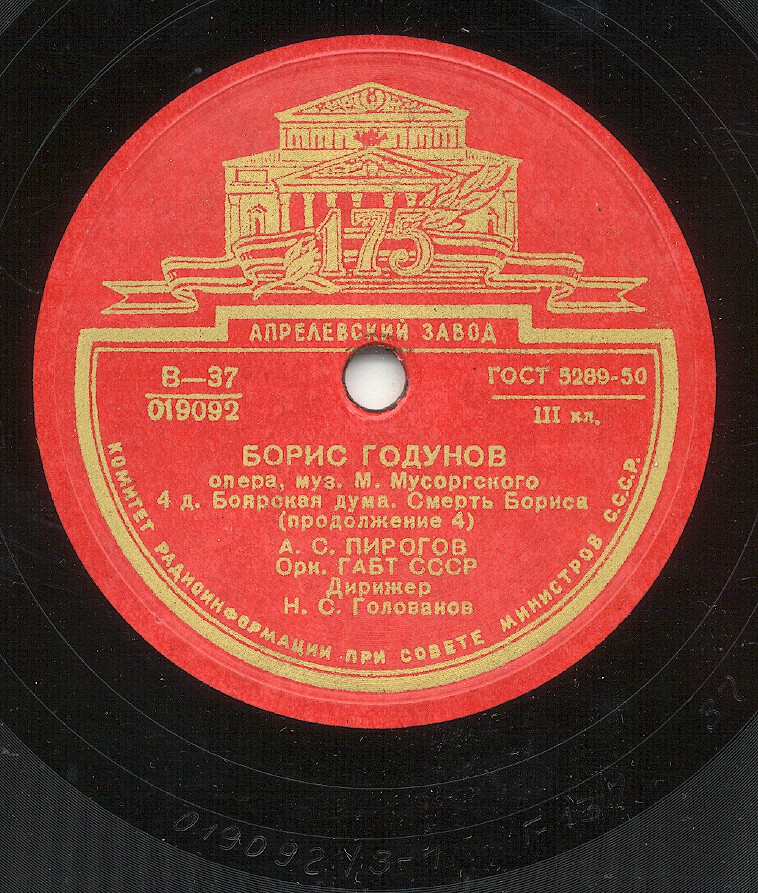 175
АПРЕЛЕВСКИЙ ЗАВОД
В—37
019092
ГОСТ 5289-50
III кл.
БОРИС ГОДУНОВ
опера, муз. М. Мусоргского
4 д. Боярская дума. Смерть Бориса
(продолжение 4)
А. С. ПИРОГОВ
Орк. ГАБТ СССР
Дирижер
Н. С. Голованов
КОМИТЕТ РАДИОИНФОРМАЦИИ ПРИ СОВЕТЕ МИНИСТРОВ С.С.С.Р.
019092